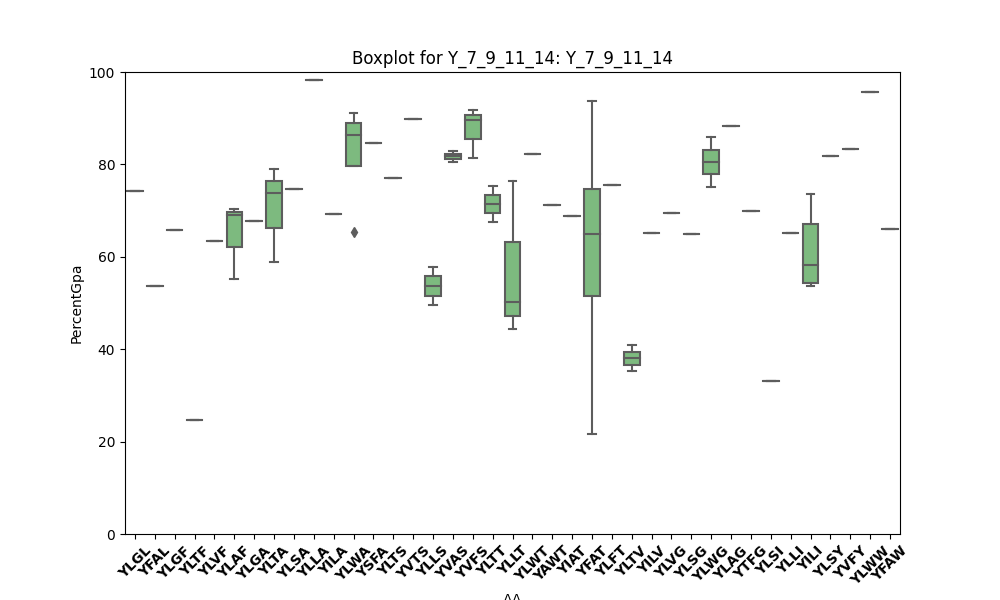 Boxplot for Y_7_9_11_14: Y_7_9_11_14
100
80
60
40
20
0
PercentGpa
YLGL
YFAL
YLGF
YLTF
YLVF
YLAF
YLGA
YLTA
YLSA
YLLA
YILA
YLWA
YSFA
YLTS
YVTS
YLLS
YVAS
YVFS
YLTT
YLLT
YLWT
YAWT
YIAT
YFAT
YLFT
YLTV
YILV
YLVG
YLSG
YLWG
YLAG
YTFG
YLSI
YLLI
YILI
YLSY
YVFY
YLWW
YFAW